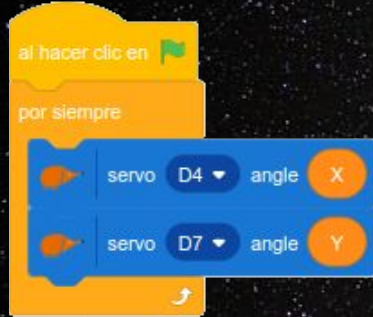 al hacer clic en
por siempre
servo D4 angle X
servo D7 angle Y